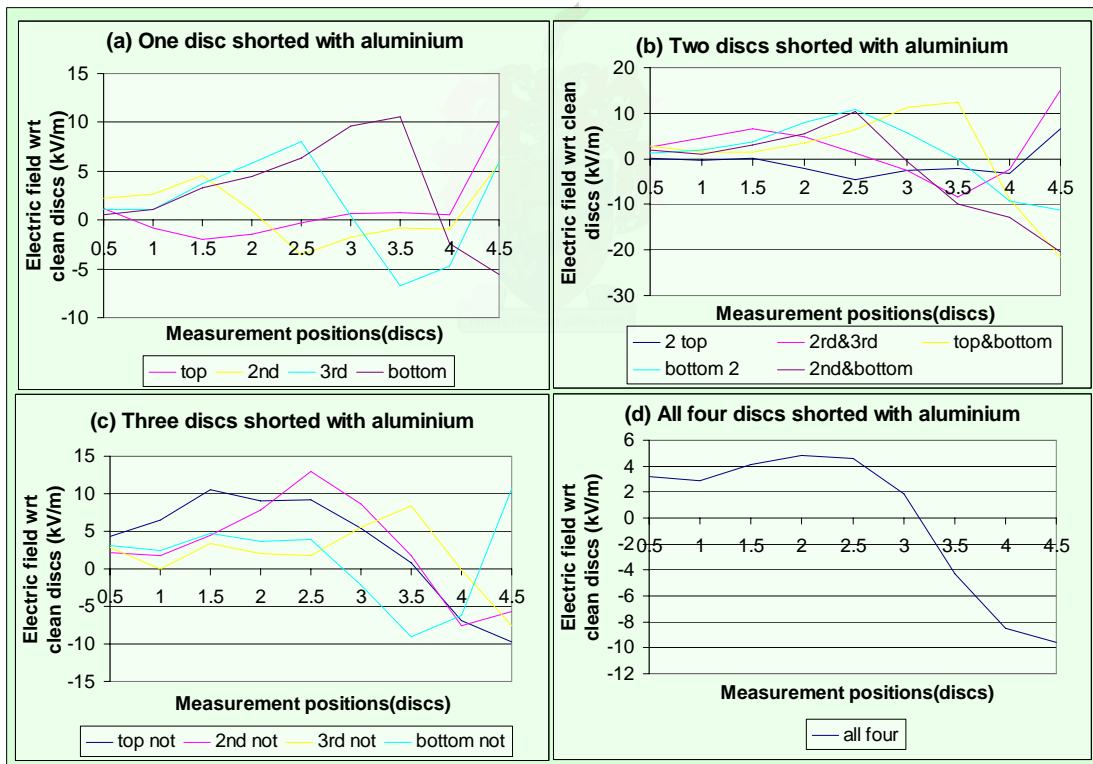 (a) One disc shorted with aluminium
Electric field wrt
clean discs (kV/m)
15
10
5
0
-5
-10
0.5 1 1.5 2 2.5 3 3.5 4 4.5
Measurement positions(discs)
top 2nd 3rd bottom
(b) Two discs shorted with aluminium
Electric field wrt clean
discs (kV/m)
20
10
0
-10
-20
-30
0.5 1 1.5 2 2.5 3 3.5 4 4.5
Measurement positions(discs)
2 top 2rd&3rd top&bottom
bottom 2 2nd&bottom
(c) Three discs shorted with aluminium
Electric field wrt
clean discs (kV/m)
15
10
5
0
-5
-10
-15
0.5 1 1.5 2 2.5 3 3.5 4 4.5
Measurement positions(discs)
top not 2nd not 3rd not bottom not
(d) All four discs shorted with aluminium
Electric field wrt
clean discs (kV/m)
6
4
2
0
-2
-4
-6
-8
-10
-12
0.5 1 1.5 2 2.5 3 3.5 4 4.5
Measurement positions(discs)
all four